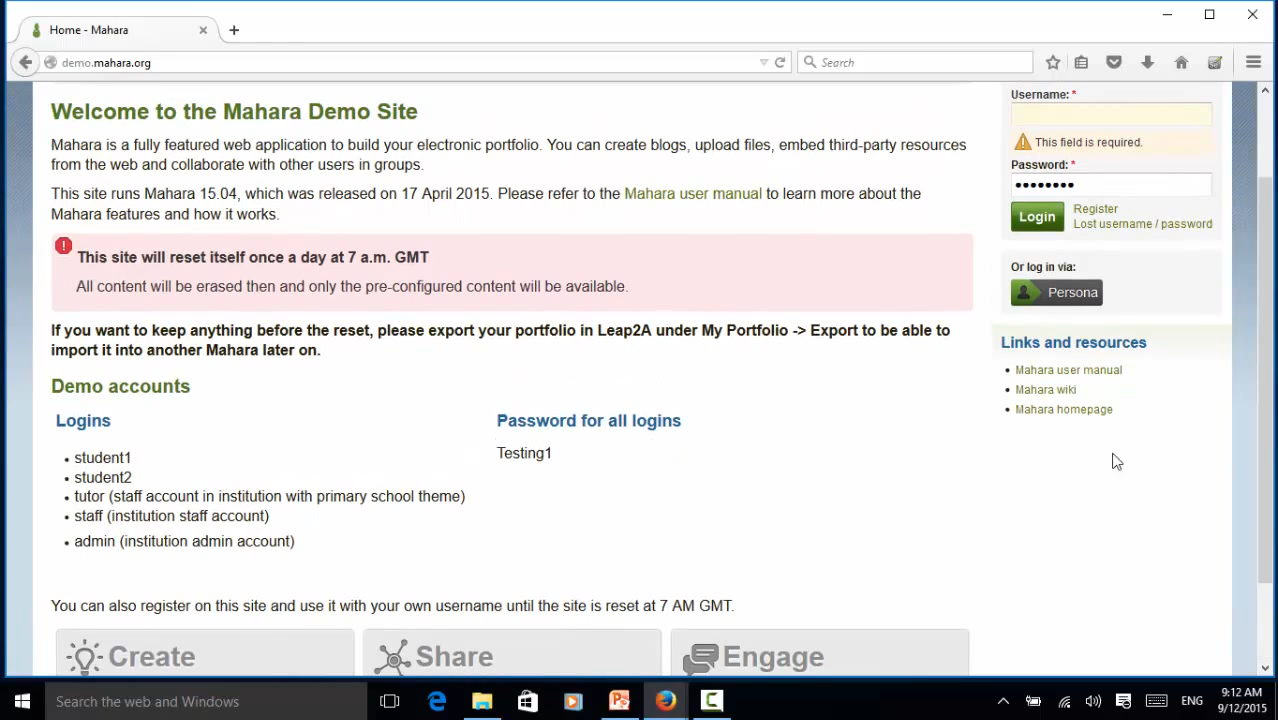 Home - Mahara
demo.mahara.org
Search
Welcome to the Mahara Demo Site
Mahara is a fully featured web application to build your electronic portfolio. You can create blogs, upload files, embed third-party resources
from the web and collaborate with other users in groups.
This site runs Mahara 15.04, which was released on 17 April 2015. Please refer to the Mahara user manual to learn more about the
Mahara features and how it works.
This site will reset itself once a day at 7 a.m. GMT
All content will be erased then and only the pre-configured content will be available.
If you want to keep anything before the reset, please export your portfolio in Leap2A under My Portfolio -> Export to be able to
import it into another Mahara later on.
Demo accounts
Logins
student1
student2
tutor (staff account in institution with primary school theme)
staff (institution staff account)
admin (institution admin account)
Password for all logins
Testing1
You can also register on this site and use it with your own username until the site is reset at 7 AM GMT.
Create
Share
Engage
Username: *
This field is required.
Password: *
Login
Register
Lost username / password
Or log in via:
Persona
Links and resources
Mahara user manual
Mahara wiki
Mahara homepage
Search the web and Windows
ENG
9:12 AM
9/12/2015